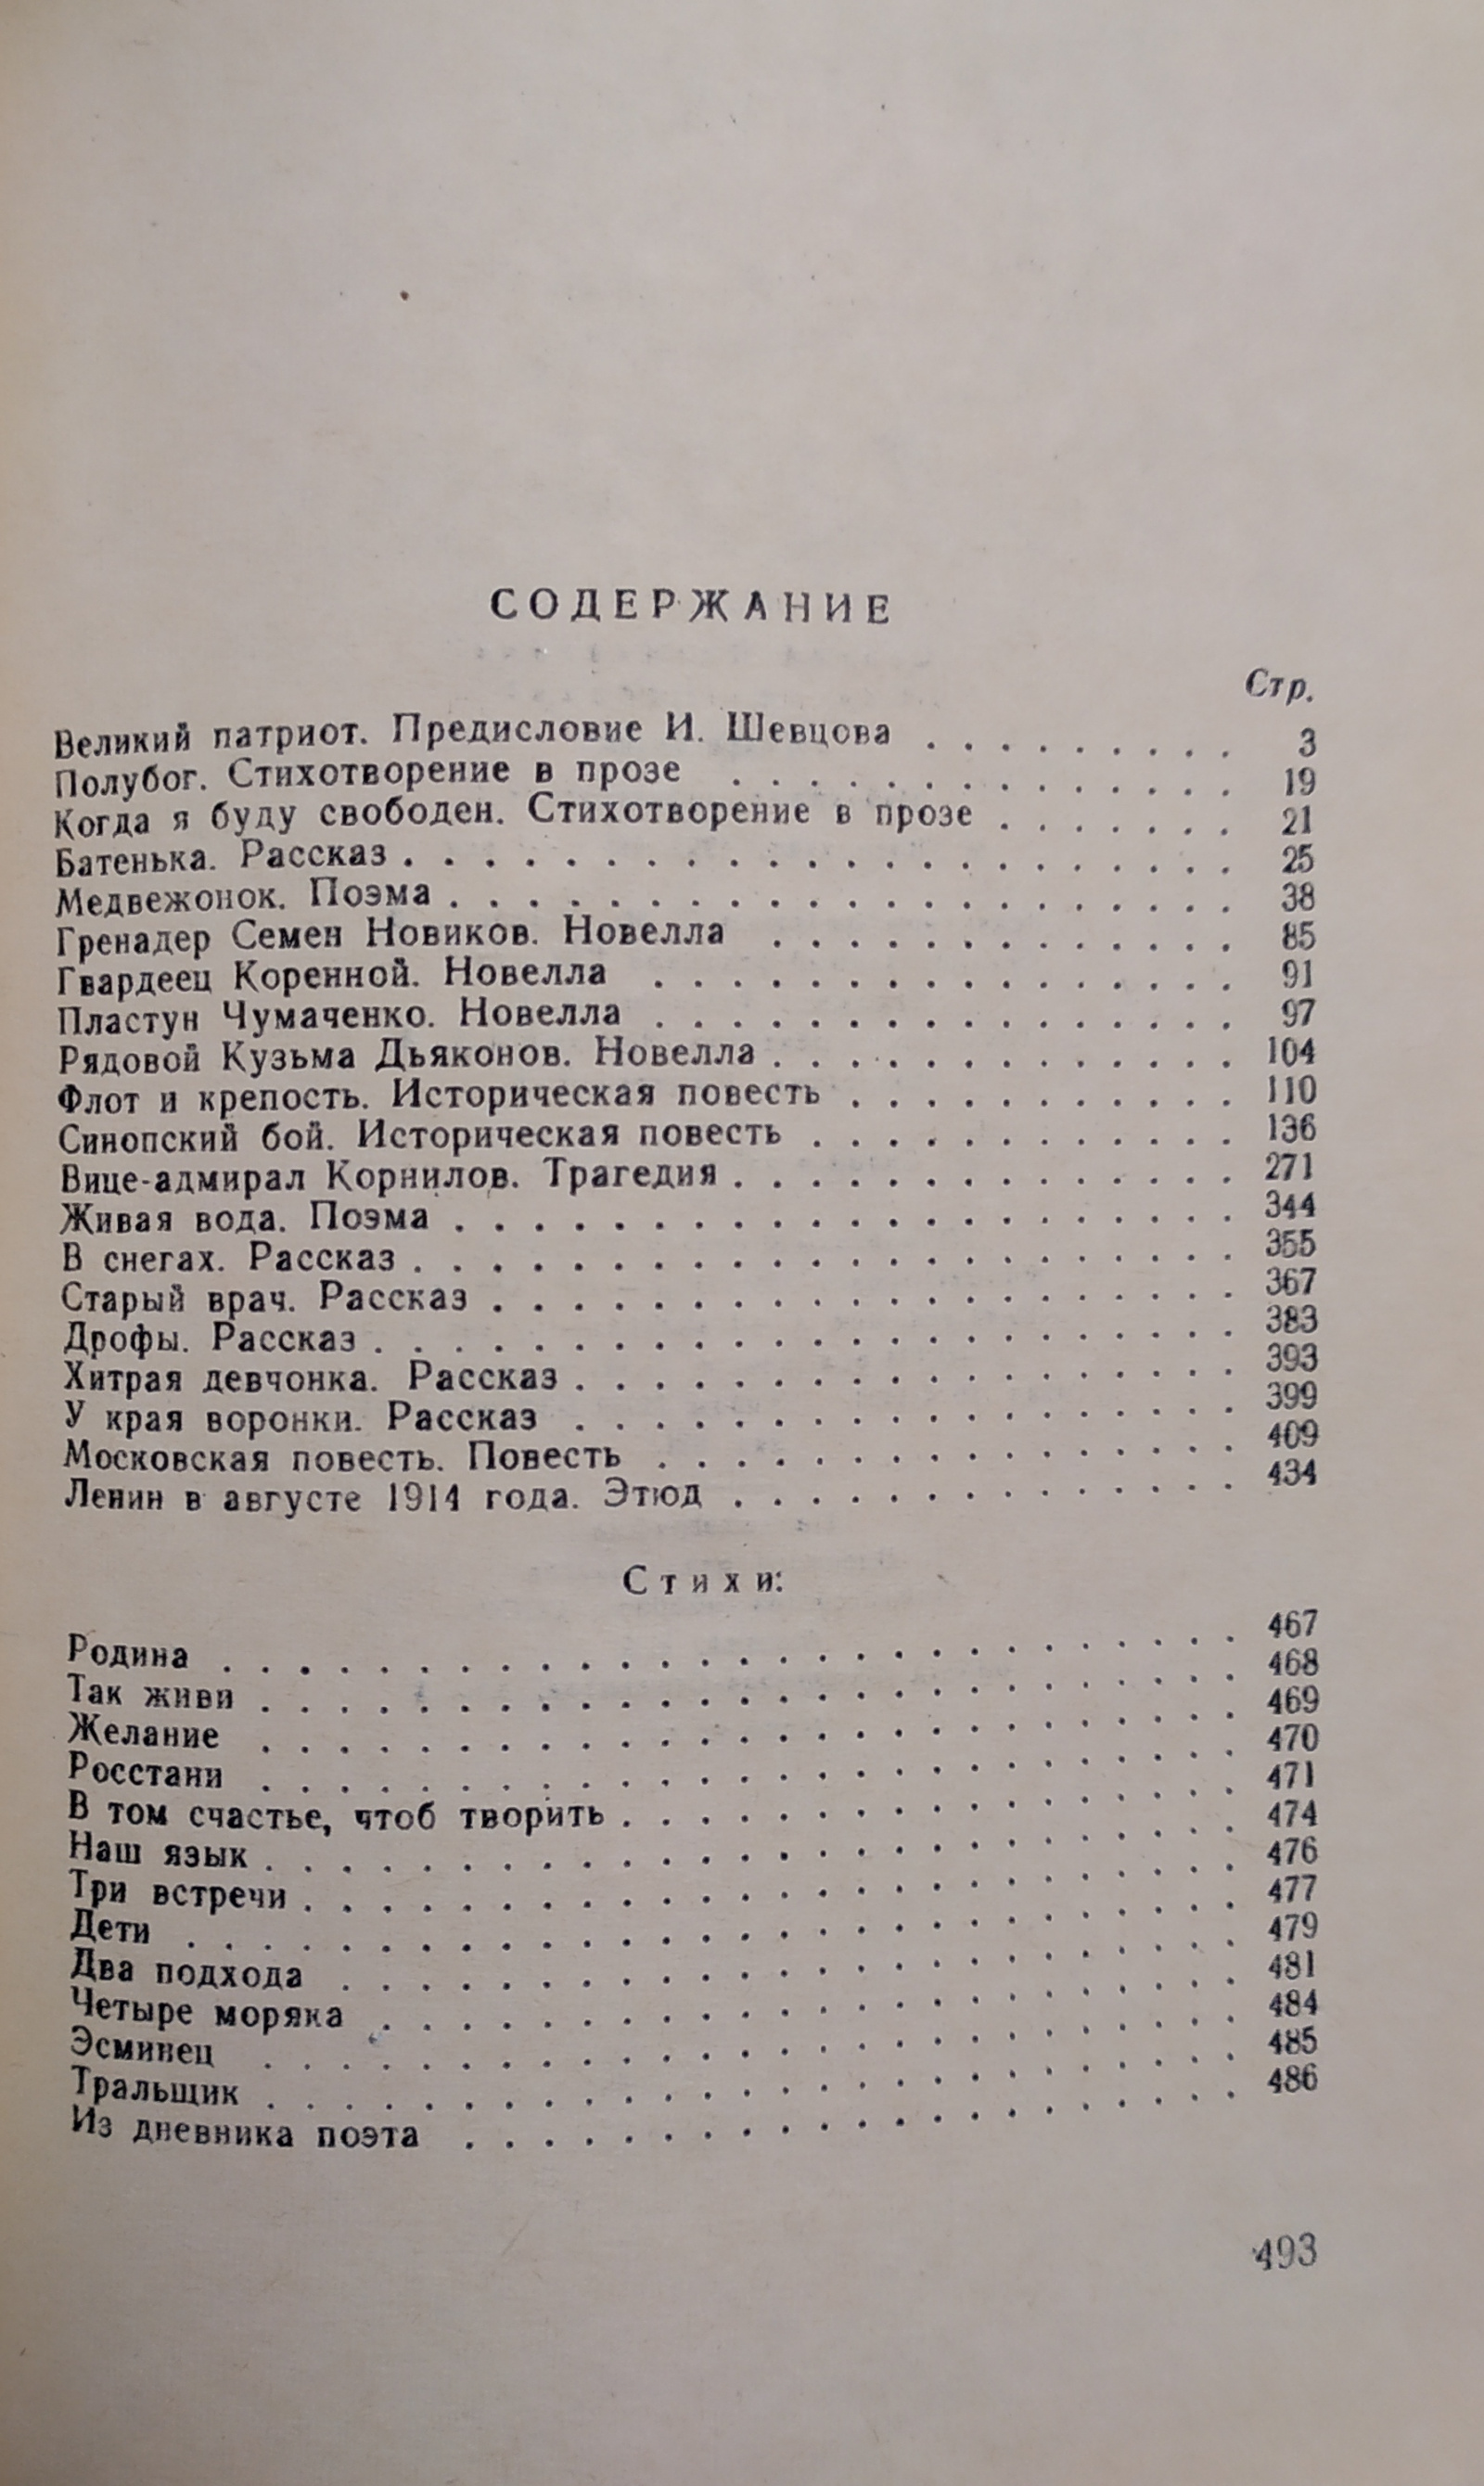 СОДЕРЖАНИЕ
Стр.
Великий патриот. Предисловие И. Шевцова . . . . . . . . . 3
Полубог. Стихотворение в прозе . . . . . . . . . . . . . . 19
Когда я буду свободен. Стихотворение в прозе . . . . . . . 21
Батенька. Рассказ . . . . . . . . . . . . . . . . . . . . . . 25
Медвежонок. Поэма . . . . . . . . . . . . . . . . . . . . . 38
Гренадер Семен Новиков. Новелла . . . . . . . . . . . . . 85
Гвардеец Коренной. Новелла . . . . . . . . . . . . . . . . 91
Пластун Чумаченко. Новелла . . . . . . . . . . . . . . . . 97
Рядовой Кузьма Дьяконов. Новелла . . . . . . . . . . . . . 104
Флот и крепость. Историческая повесть . . . . . . . . . . . 110
Синопский бой. Историческая повесть . . . . . . . . . . . . 136
Вице-адмирал Корнилов. Трагедия . . . . . . . . . . . . . . 271
Живая вода. Поэма . . . . . . . . . . . . . . . . . . . . . 344
В снегах. Рассказ . . . . . . . . . . . . . . . . . . . . . . 355
Старый врач. Рассказ . . . . . . . . . . . . . . . . . . . . 367
Дрофы. Рассказ . . . . . . . . . . . . . . . . . . . . . . . 383
Хитрая девчонка. Рассказ . . . . . . . . . . . . . . . . . . 393
У края воронки. Рассказ . . . . . . . . . . . . . . . . . . 399
Московская повесть. Повесть . . . . . . . . . . . . . . . . 409
Ленин в августе 1914 года. Этюд . . . . . . . . . . . . . . 434
Стихи:
Родина . . . . . . . . . . . . . . . . . . . . . . . . . . . 467
Так живи . . . . . . . . . . . . . . . . . . . . . . . . . . 468
Желание . . . . . . . . . . . . . . . . . . . . . . . . . . 469
Росстани . . . . . . . . . . . . . . . . . . . . . . . . . . 470
В том счастье, чтоб творить . . . . . . . . . . . . . . . . . 471
Наш язык . . . . . . . . . . . . . . . . . . . . . . . . . . 474
Три встречи . . . . . . . . . . . . . . . . . . . . . . . . . 476
Дети . . . . . . . . . . . . . . . . . . . . . . . . . . . . 477
Два подхода . . . . . . . . . . . . . . . . . . . . . . . . 479
Четыре моряка . . . . . . . . . . . . . . . . . . . . . . . 481
Эсминец . . . . . . . . . . . . . . . . . . . . . . . . . . 484
Тральщик . . . . . . . . . . . . . . . . . . . . . . . . . . 485
Из дневника поэта . . . . . . . . . . . . . . . . . . . . . 486
493